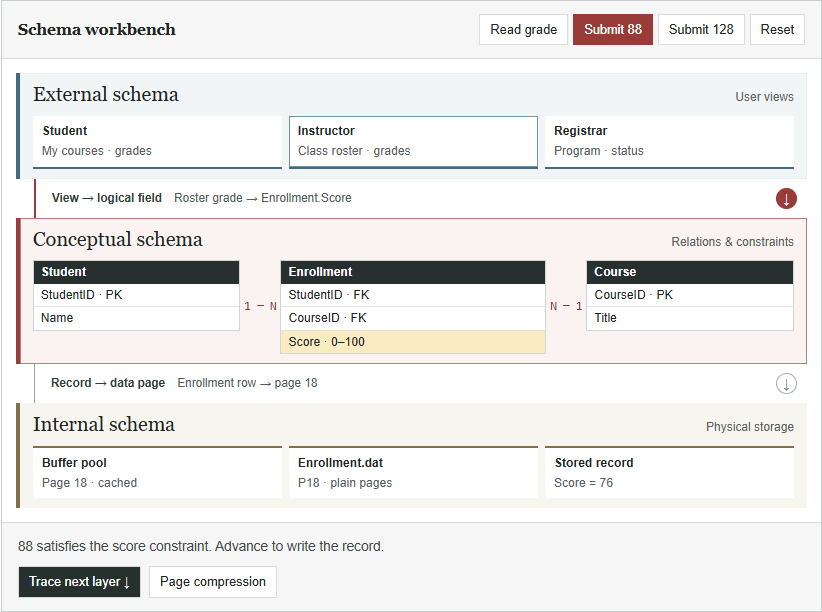 Schema workbench
Read grade
Submit 88
Submit 128
Reset
External schema
User views
Student
My courses · grades
Instructor
Class roster · grades
Registrar
Program · status
View → logical field Roster grade → Enrollment.Score
↓
Conceptual schema
Relations & constraints
Student
StudentID · PK
Name
1 – N
Enrollment
StudentID · FK
CourseID · FK
Score · 0–100
N – 1
Course
CourseID · PK
Title
Record → data page Enrollment row → page 18
↓
Internal schema
Physical storage
Buffer pool
Page 18 · cached
Enrollment.dat
P18 · plain pages
Stored record
Score = 76
88 satisfies the score constraint. Advance to write the record.
Trace next layer ↓
Page compression